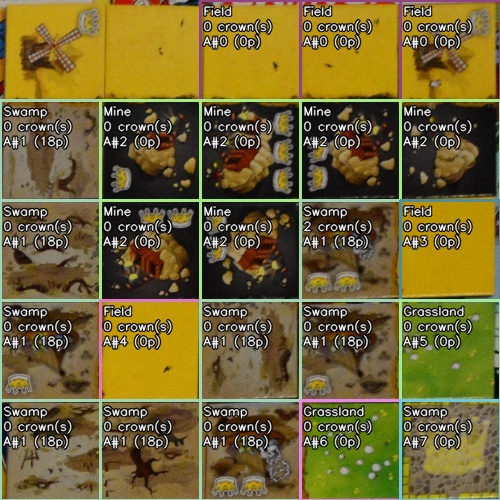 Field
0 crown(s)
A#0 (0p)
Field
0 crown(s)
A#0 (0p)
Field
0 crown(s)
A#0 (0p)
Swamp
0 crown(s)
A#1 (18p)
Mine
0 crown(s)
A#2 (0p)
Mine
0 crown(s)
A#2 (0p)
Mine
0 crown(s)
A#2 (0p)
Mine
0 crown(s)
A#2 (0p)
Swamp
0 crown(s)
A#1 (18p)
Mine
0 crown(s)
A#2 (0p)
Mine
0 crown(s)
A#2 (0p)
Swamp
2 crown(s)
A#1 (18p)
Field
0 crown(s)
A#3 (0p)
Swamp
0 crown(s)
A#1 (18p)
Field
0 crown(s)
A#4 (0p)
Swamp
0 crown(s)
A#1 (18p)
Swamp
0 crown(s)
A#1 (18p)
Grassland
0 crown(s)
A#5 (0p)
Swamp
0 crown(s)
A#1 (18p)
Swamp
0 crown(s)
A#1 (18p)
Swamp
0 crown(s)
A#1 (18p)
Grassland
0 crown(s)
A#6 (0p)
Swamp
0 crown(s)
A#7 (0p)